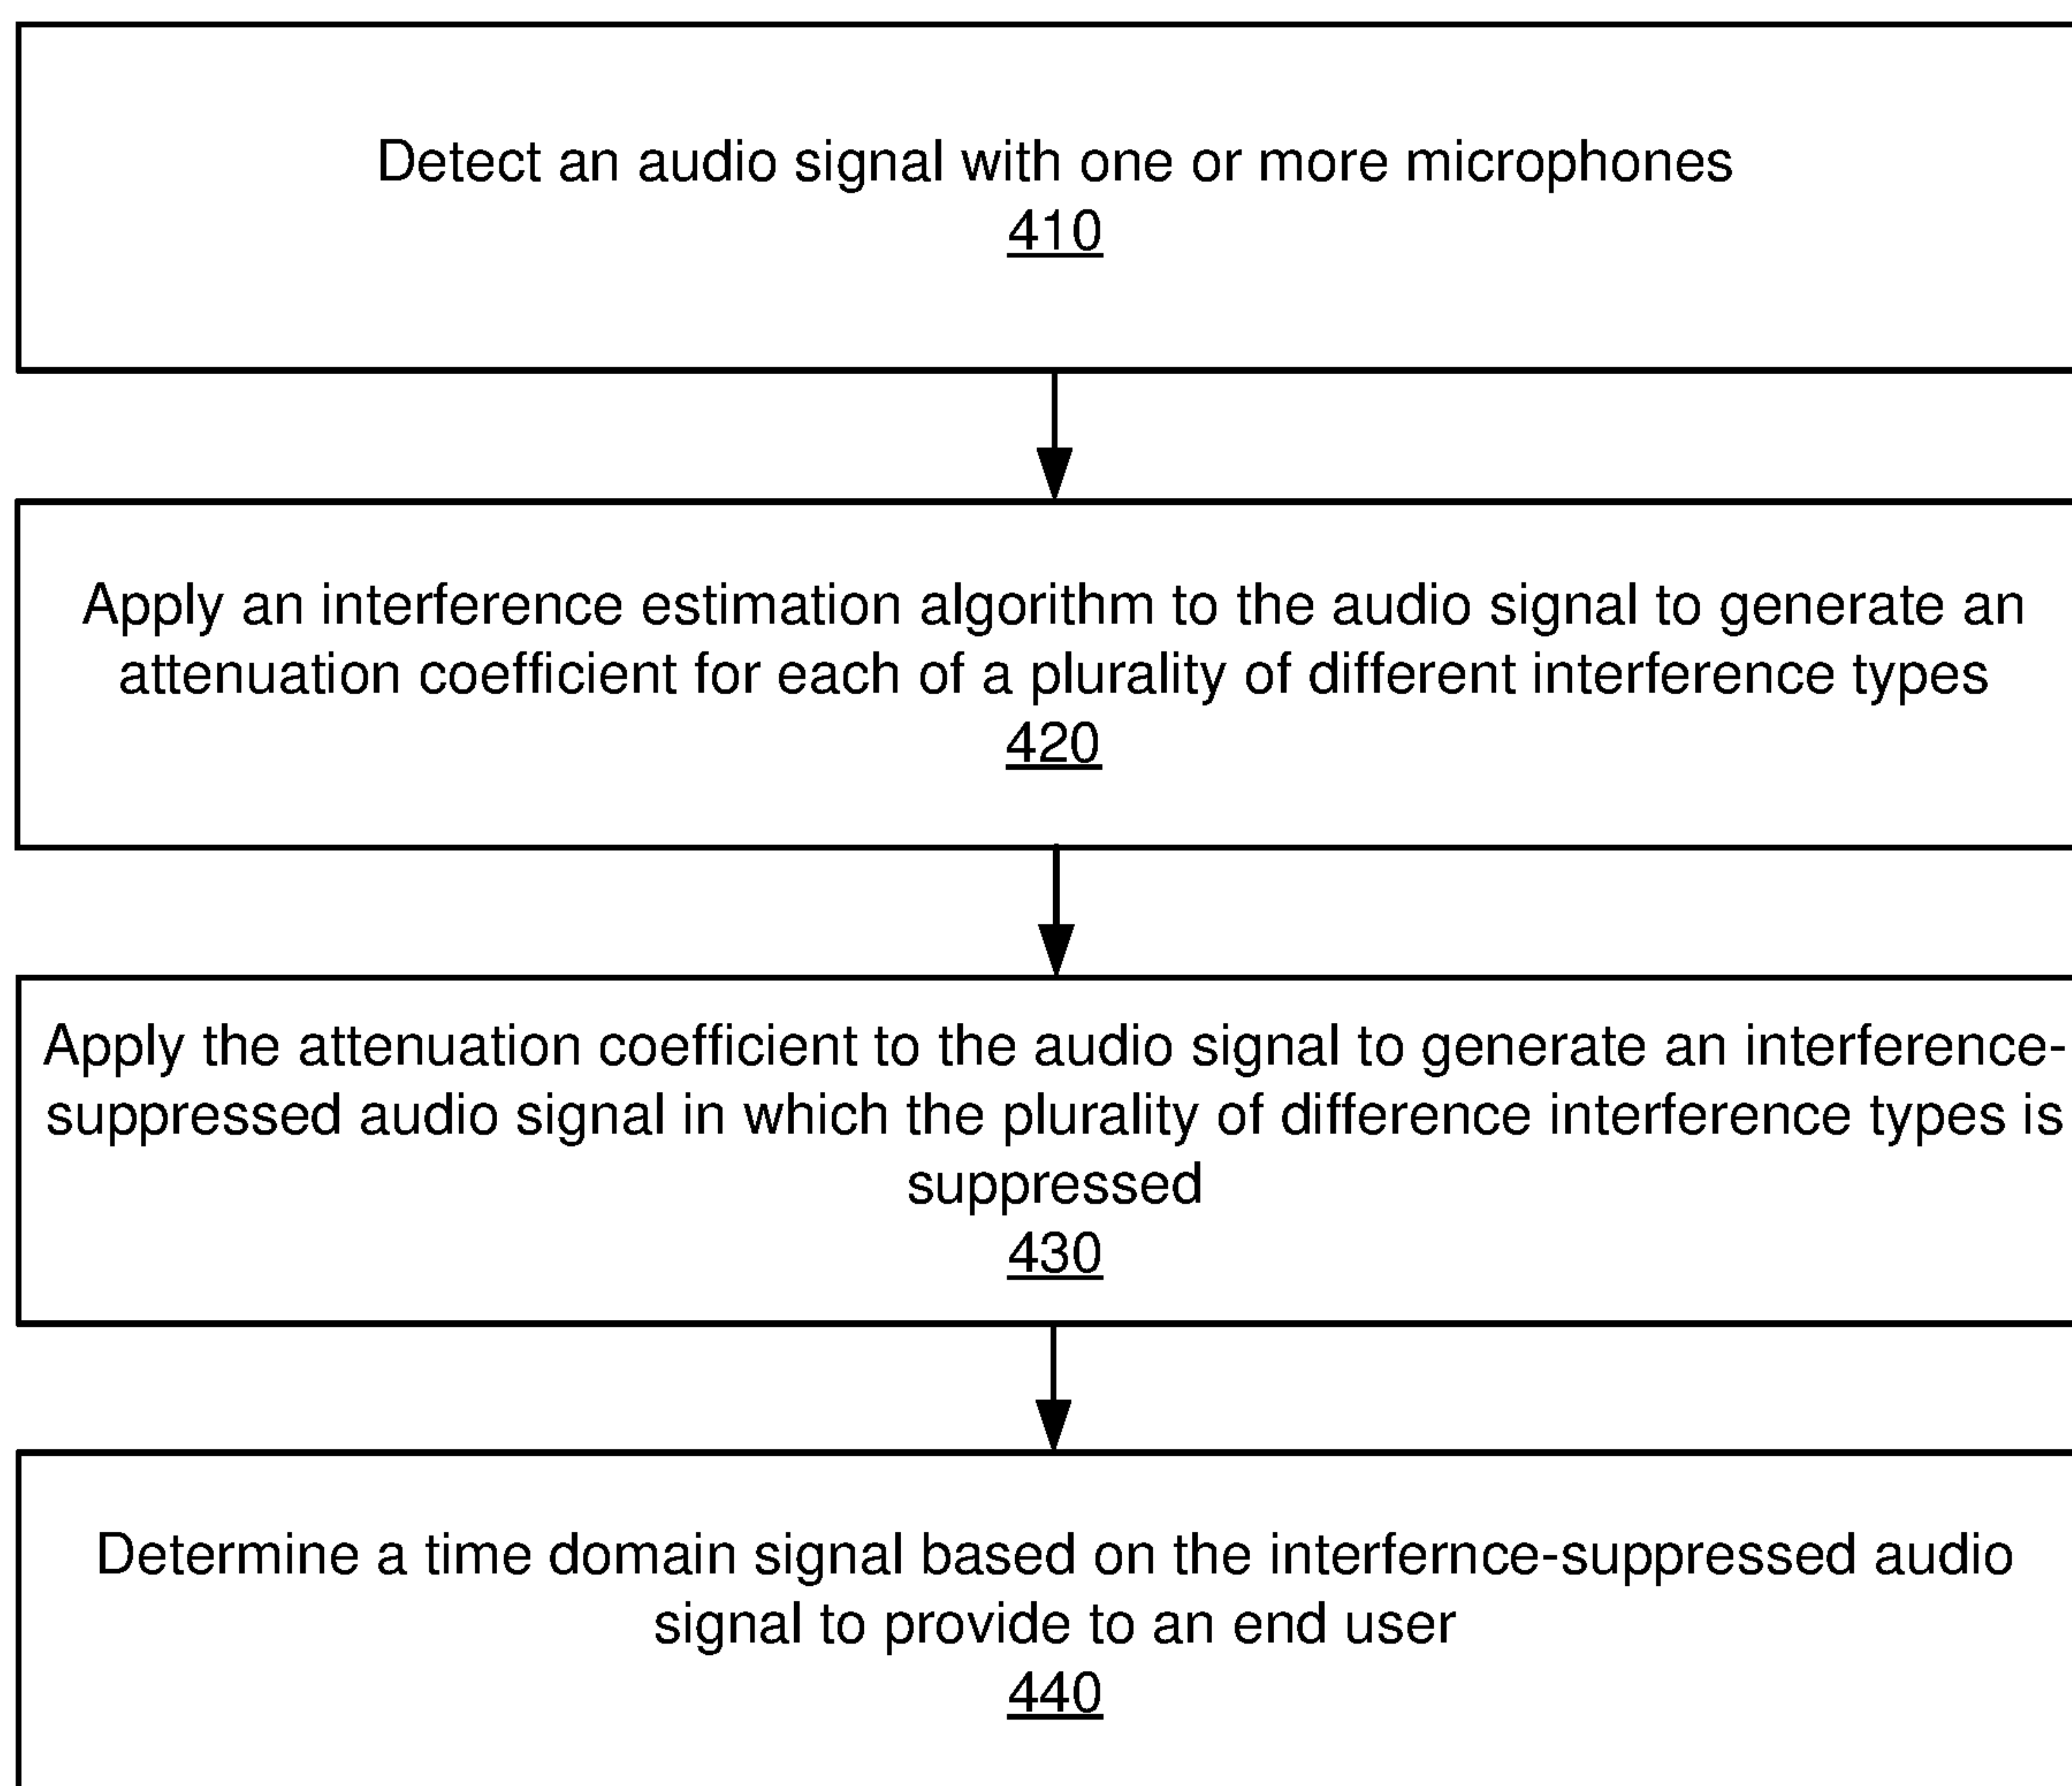 Detect an audio signal with one or more microphones
410
Apply an interference estimation algorithm to the audio signal to generate an
attenuation coefficient for each of a plurality of different interference types
420
Apply the attenuation coefficient to the audio signal to generate an interference-
suppressed audio signal in which the plurality of difference interference types is
suppressed
430
Determine a time domain signal based on the interfernce-suppressed audio
signal to provide to an end user
440